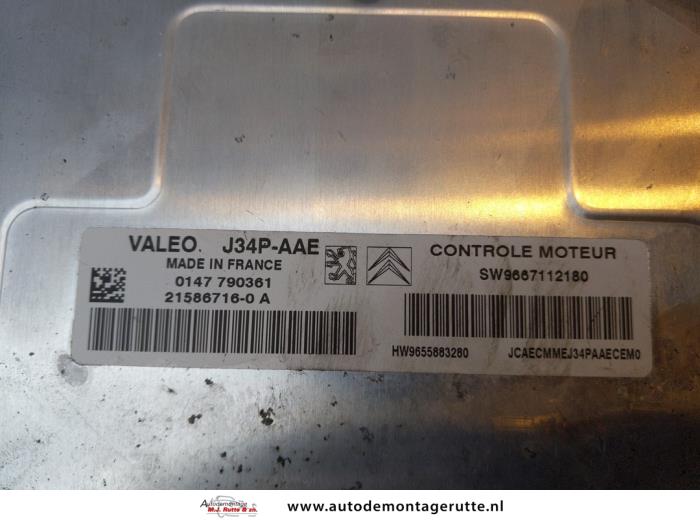 VALEO. J34P-AAE
MADE IN FRANCE
0147 790361
21586716-0 A
CONTROLE MOTEUR
SW9667112180
HW9655883280
JCAECMMEJ34PAAECEM0
Autodemontage
M.J. Rutte & zn.
www.autodemontagerutte.nl